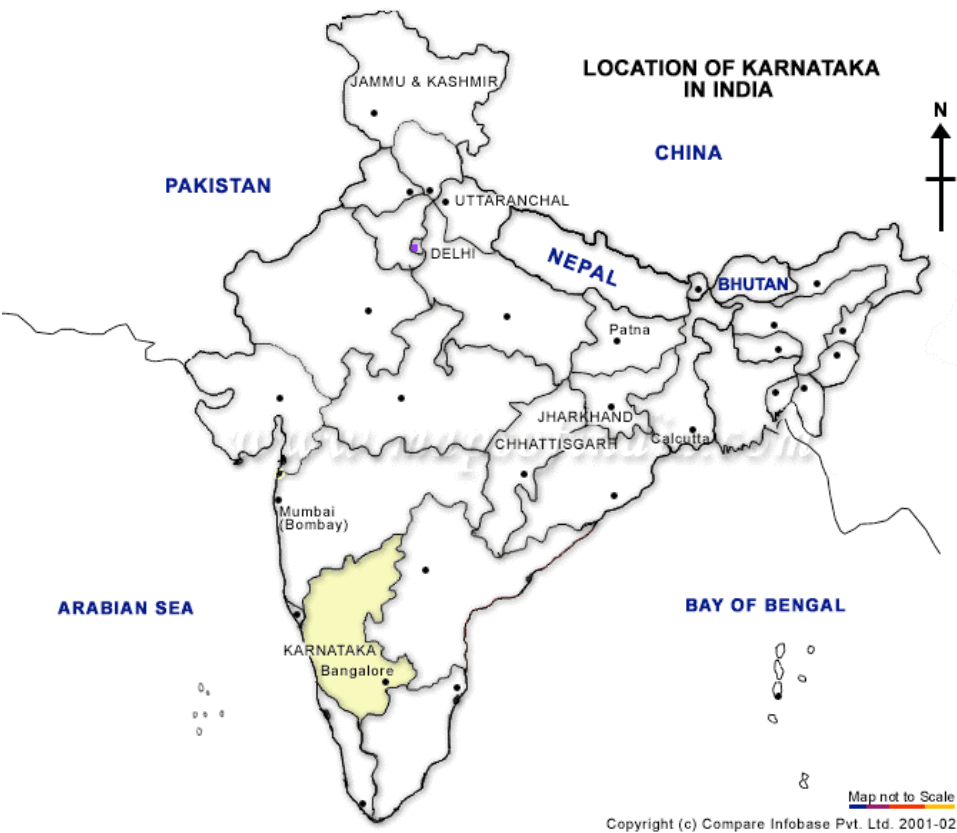 LOCATION OF KARNATAKA
IN INDIA
JAMMU & KASHMIR
N
CHINA
PAKISTAN
UTTARANCHAL
DELHI
NEPAL
BHUTAN
Patna
JHARKHAND
CHHATTISGARH
Calcutta
Mumbai
(Bombay)
ARABIAN SEA
BAY OF BENGAL
KARNATAKA
Bangalore
Map not to Scale
Copyright (c) Compare Infobase Pvt. Ltd. 2001-02